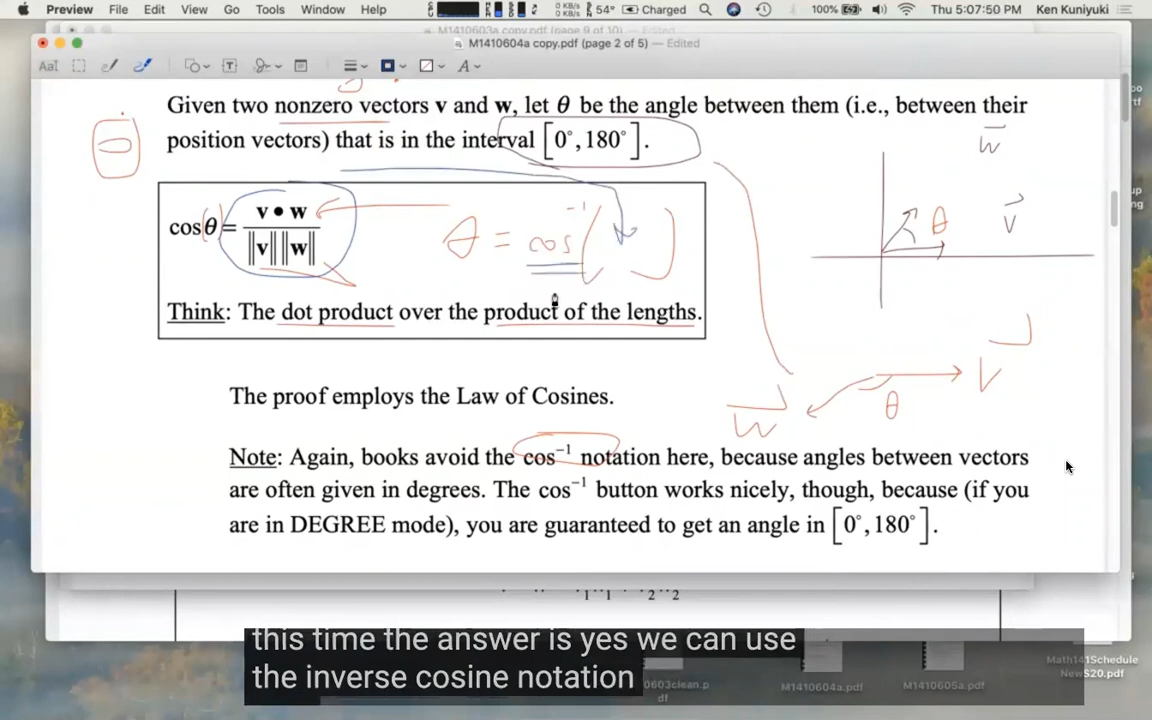 Preview File Edit View Go Tools Window Help 0 KB/s 0 KB/s 54° Charged 100% Thu 5:07:50 PM Ken Kuniyuki
M1410604a copy.pdf (page 2 of 5) — Edited
Given two nonzero vectors v and w, let θ be the angle between them (i.e., between their
position vectors) that is in the interval [0°, 180°].
w
cos θ = v • w / ‖v‖ ‖w‖
θ = cos⁻¹( )
θ
v
Think: The dot product over the product of the lengths.
v
θ
w
The proof employs the Law of Cosines.
Note: Again, books avoid the cos⁻¹ notation here, because angles between vectors
are often given in degrees. The cos⁻¹ button works nicely, though, because (if you
are in DEGREE mode), you are guaranteed to get an angle in [0°, 180°].
this time the answer is yes we can use
the inverse cosine notation
0603clean.p
df
M1410604a.pdf
M1410605a.pdf
Math141Schedule
NewS20.pdf